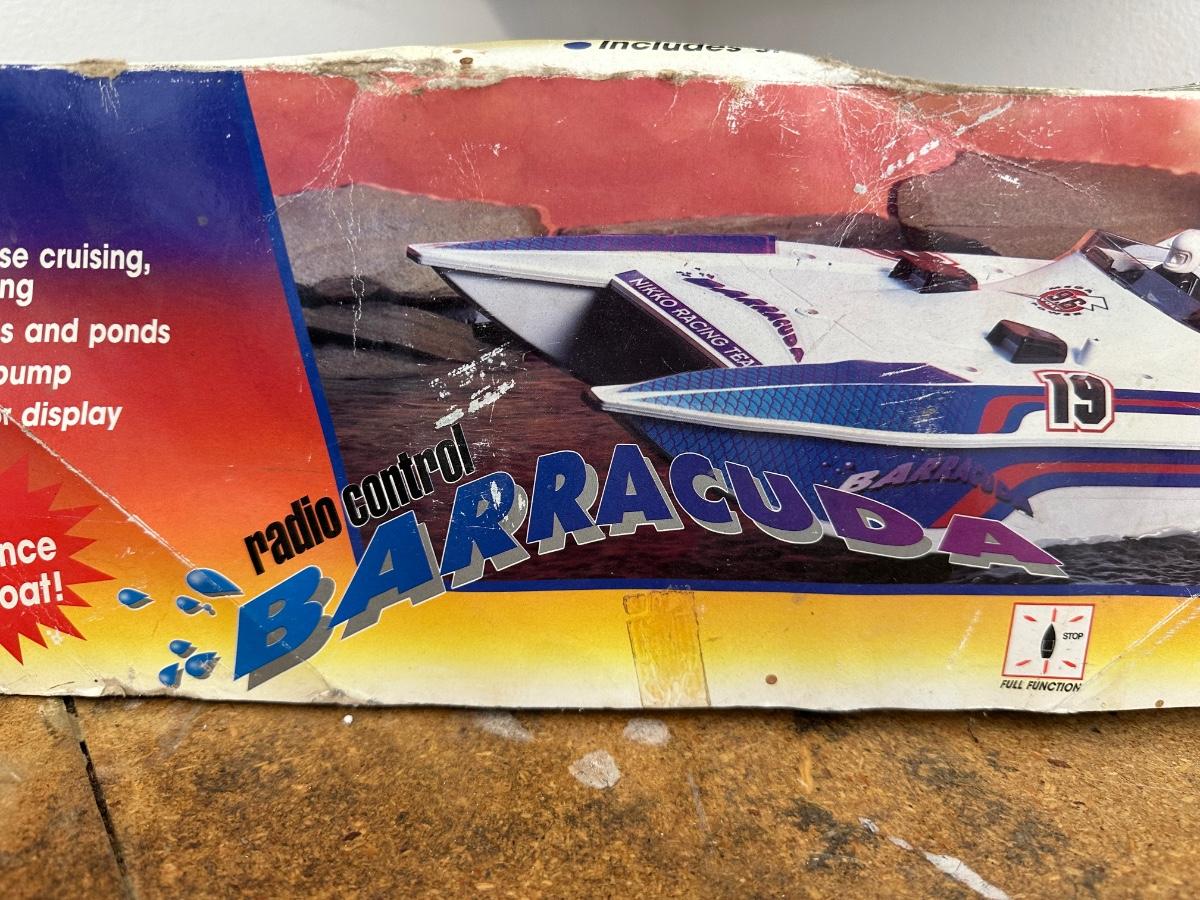 Includes
se cruising,
ng
s and ponds
pump
r display
nce
oat!
radio control
BARRACUDA
BARRACUDA
NIKKO RACING TEA
96
19
BARRACUDA
STOP
FULL FUNCTION